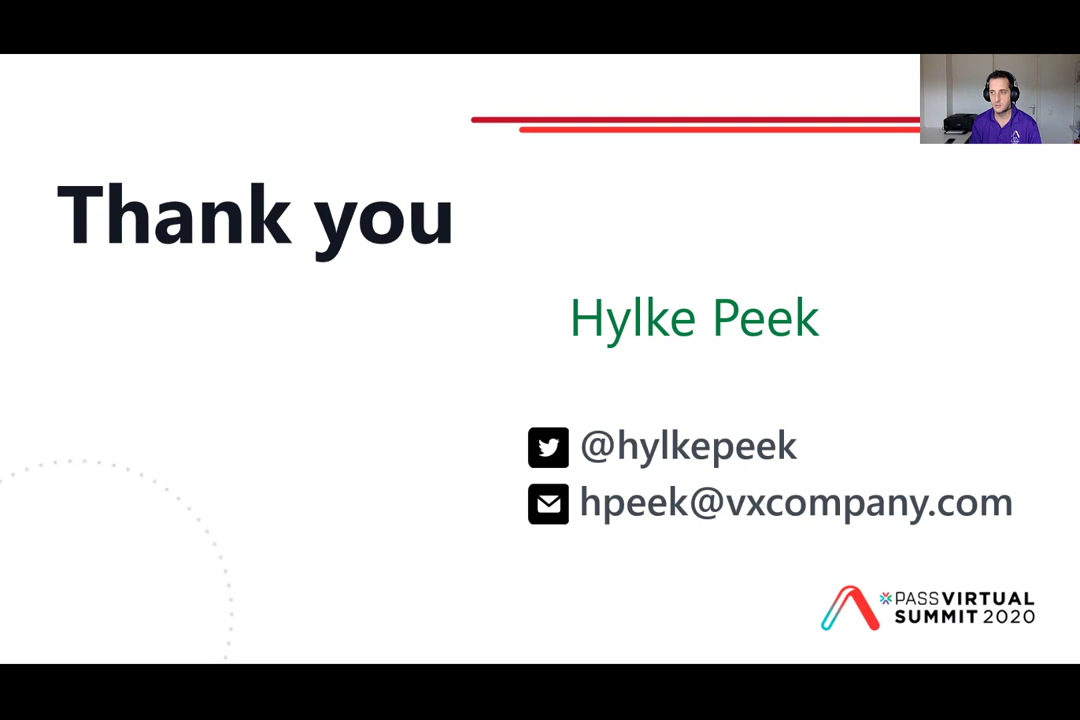 Thank you
Hylke Peek
@hylkepeek
hpeek@vxcompany.com
PASS VIRTUAL
SUMMIT 2020